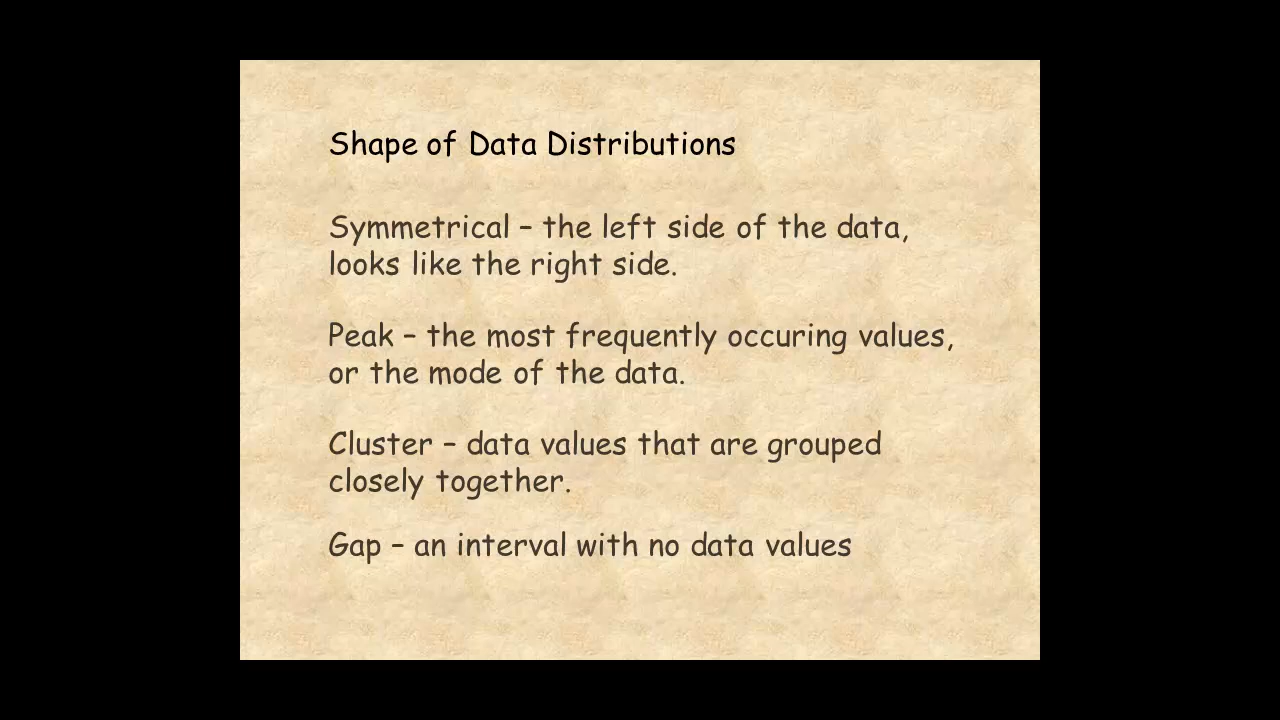 Shape of Data Distributions
Symmetrical – the left side of the data,
looks like the right side.
Peak – the most frequently occuring values,
or the mode of the data.
Cluster – data values that are grouped
closely together.
Gap – an interval with no data values